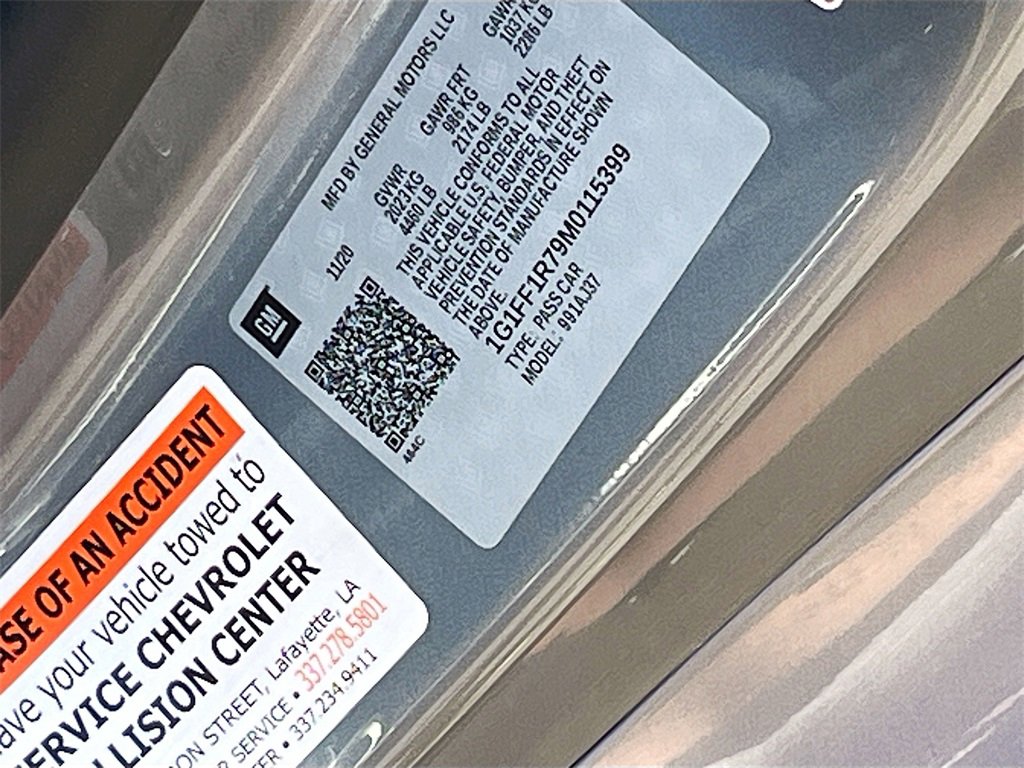 MFD BY GENERAL MOTORS LLC
11/20
GVWR
2023 KG
4460 LB
GAWR FRT
986 KG
2174 LB
GAWR
1037 KG
2286 LB
THIS VEHICLE CONFORMS TO ALL
APPLICABLE U.S. FEDERAL MOTOR
VEHICLE SAFETY, BUMPER, AND THEFT
PREVENTION STANDARDS IN EFFECT ON
THE DATE OF MANUFACTURE SHOWN
ABOVE.
1G1FF1R79M0115399
TYPE: PASS CAR
MODEL: 991AJ37
GM
4A4C
ASE OF AN ACCIDENT
ave your vehicle towed to
ERVICE CHEVROLET
LLISION CENTER
ON STREET, Lafayette, LA
R SERVICE • 337.278.5801
TER • 337.234.9411